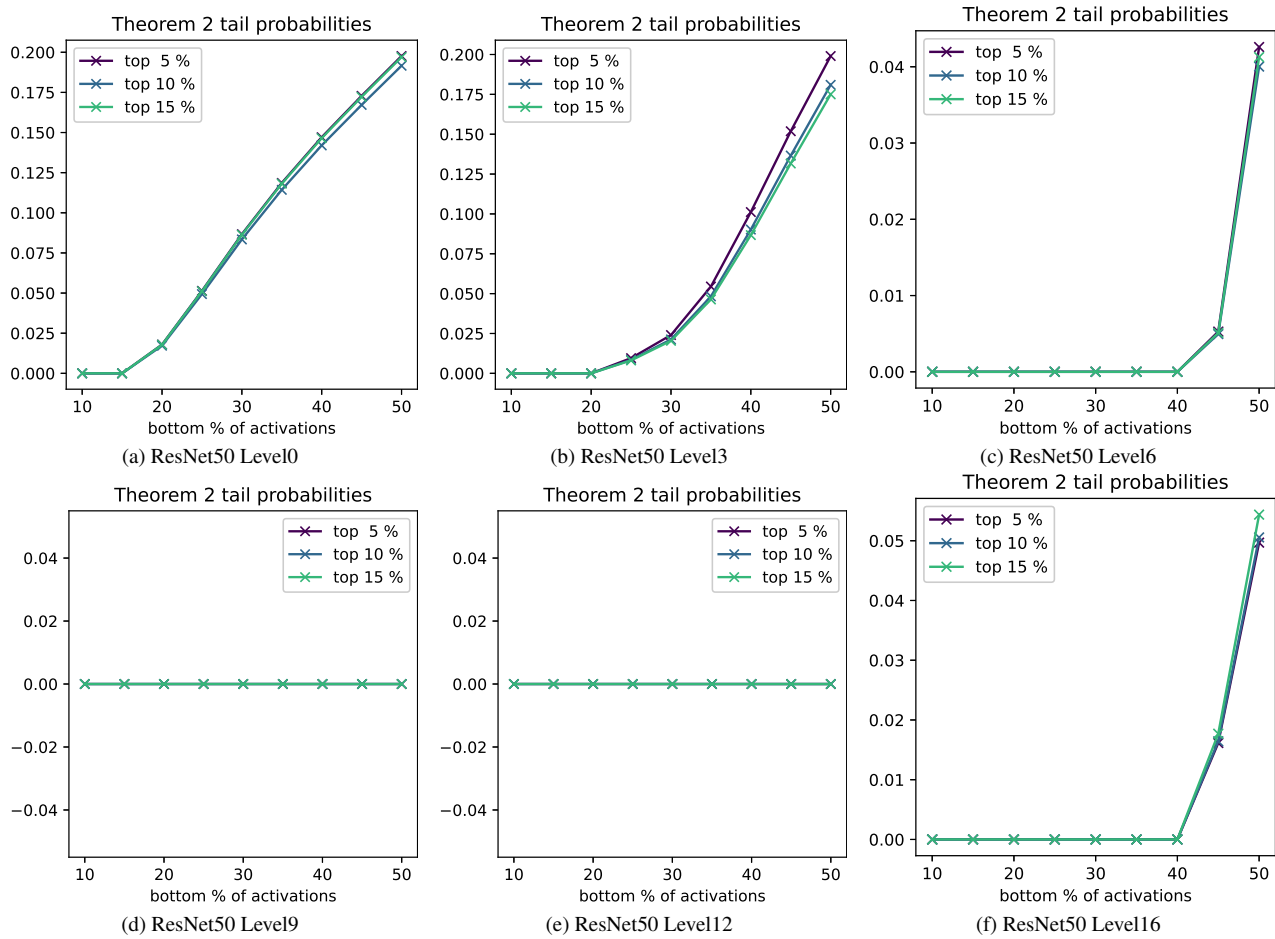 Theorem 2 tail probabilities
top 5 %
top 10 %
top 15 %
0.200
0.175
0.150
0.125
0.100
0.075
0.050
0.025
0.000
10 20 30 40 50
bottom % of activations
(a) ResNet50 Level0
Theorem 2 tail probabilities
top 5 %
top 10 %
top 15 %
0.200
0.175
0.150
0.125
0.100
0.075
0.050
0.025
0.000
10 20 30 40 50
bottom % of activations
(b) ResNet50 Level3
Theorem 2 tail probabilities
top 5 %
top 10 %
top 15 %
0.04
0.03
0.02
0.01
0.00
10 20 30 40 50
bottom % of activations
(c) ResNet50 Level6
Theorem 2 tail probabilities
top 5 %
top 10 %
top 15 %
0.04
0.02
0.00
−0.02
−0.04
10 20 30 40 50
bottom % of activations
(d) ResNet50 Level9
Theorem 2 tail probabilities
top 5 %
top 10 %
top 15 %
0.04
0.02
0.00
−0.02
−0.04
10 20 30 40 50
bottom % of activations
(e) ResNet50 Level12
Theorem 2 tail probabilities
top 5 %
top 10 %
top 15 %
0.05
0.04
0.03
0.02
0.01
0.00
10 20 30 40 50
bottom % of activations
(f) ResNet50 Level16